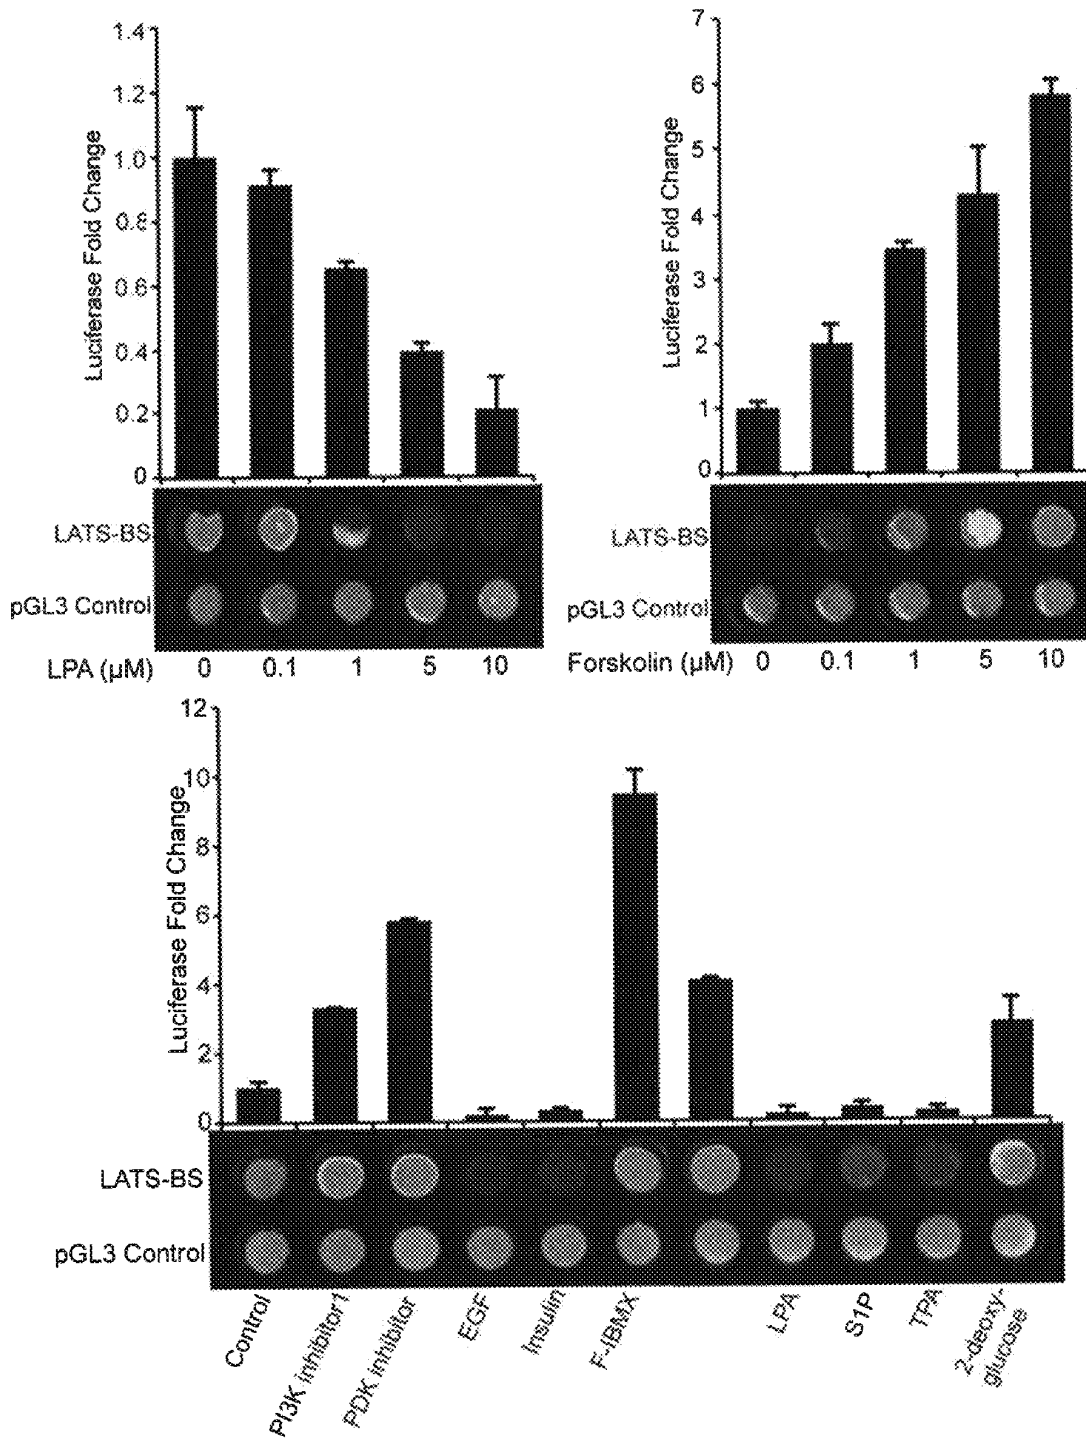 1.4
1.2
1.0
0.8
0.6
0.4
0.2
0
Luciferase Fold Change
LATS-BS
pGL3 Control
LPA (µM) 0 0.1 1 5 10
7
6
5
4
3
2
1
0
Luciferase Fold Change
LATS-BS
pGL3 Control
Forskolin (µM) 0 0.1 1 5 10
12
10
8
6
4
2
0
Luciferase Fold Change
LATS-BS
pGL3 Control
Control
PI3K inhibitor1
PDK inhibitor
EGF
Insulin
F-IBMX
LPA
S1P
TPA
2-deoxy-
glucose